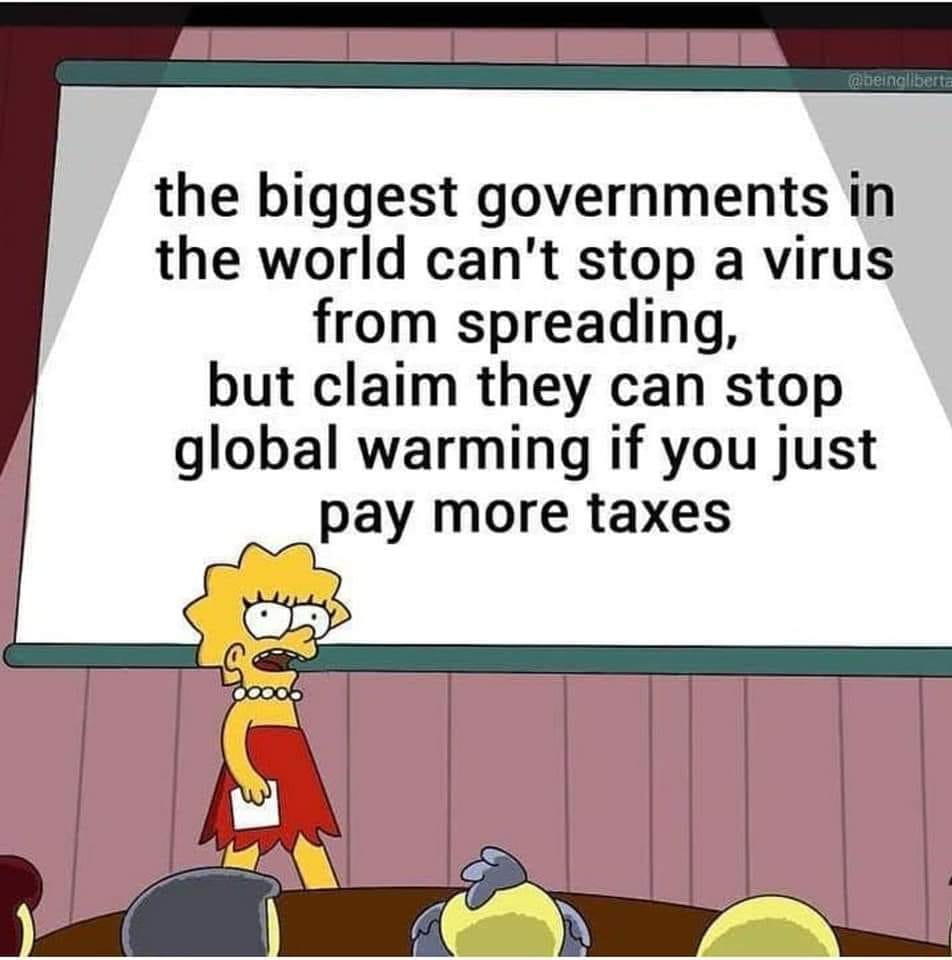 @beingliberta
the biggest governments in
the world can't stop a virus
from spreading,
but claim they can stop
global warming if you just
pay more taxes